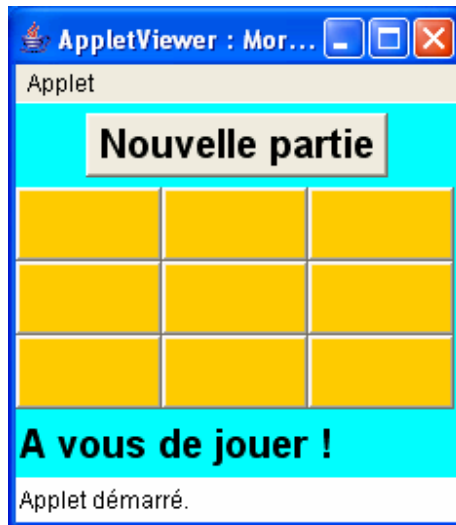 AppletViewer : Mor...
Applet
Nouvelle partie
A vous de jouer !
Applet démarré.